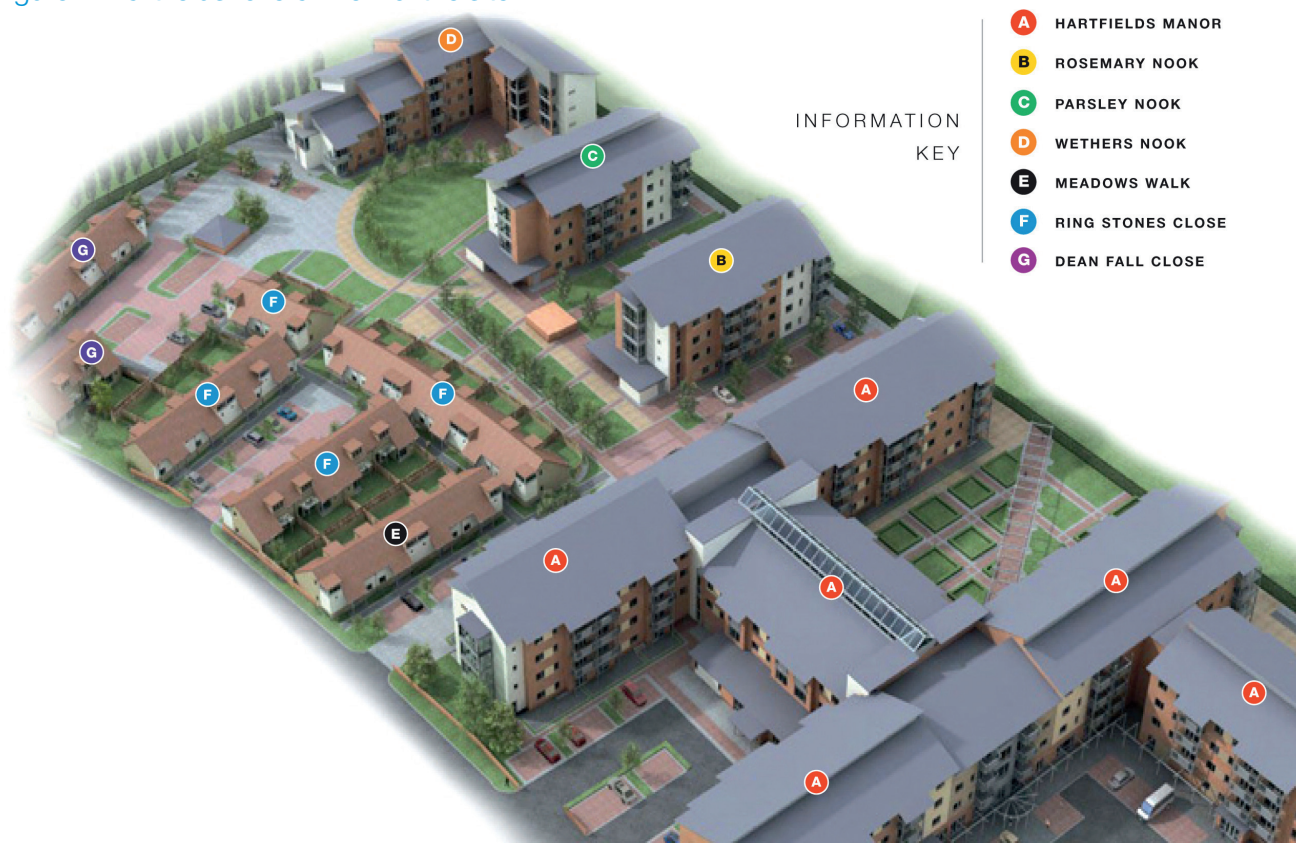 INFORMATION
KEY
A HARTFIELDS MANOR
B ROSEMARY NOOK
C PARSLEY NOOK
D WETHERS NOOK
E MEADOWS WALK
F RING STONES CLOSE
G DEAN FALL CLOSE
D
C
B
G
F
G
F
F
A
F
E
A
A
A
A
A